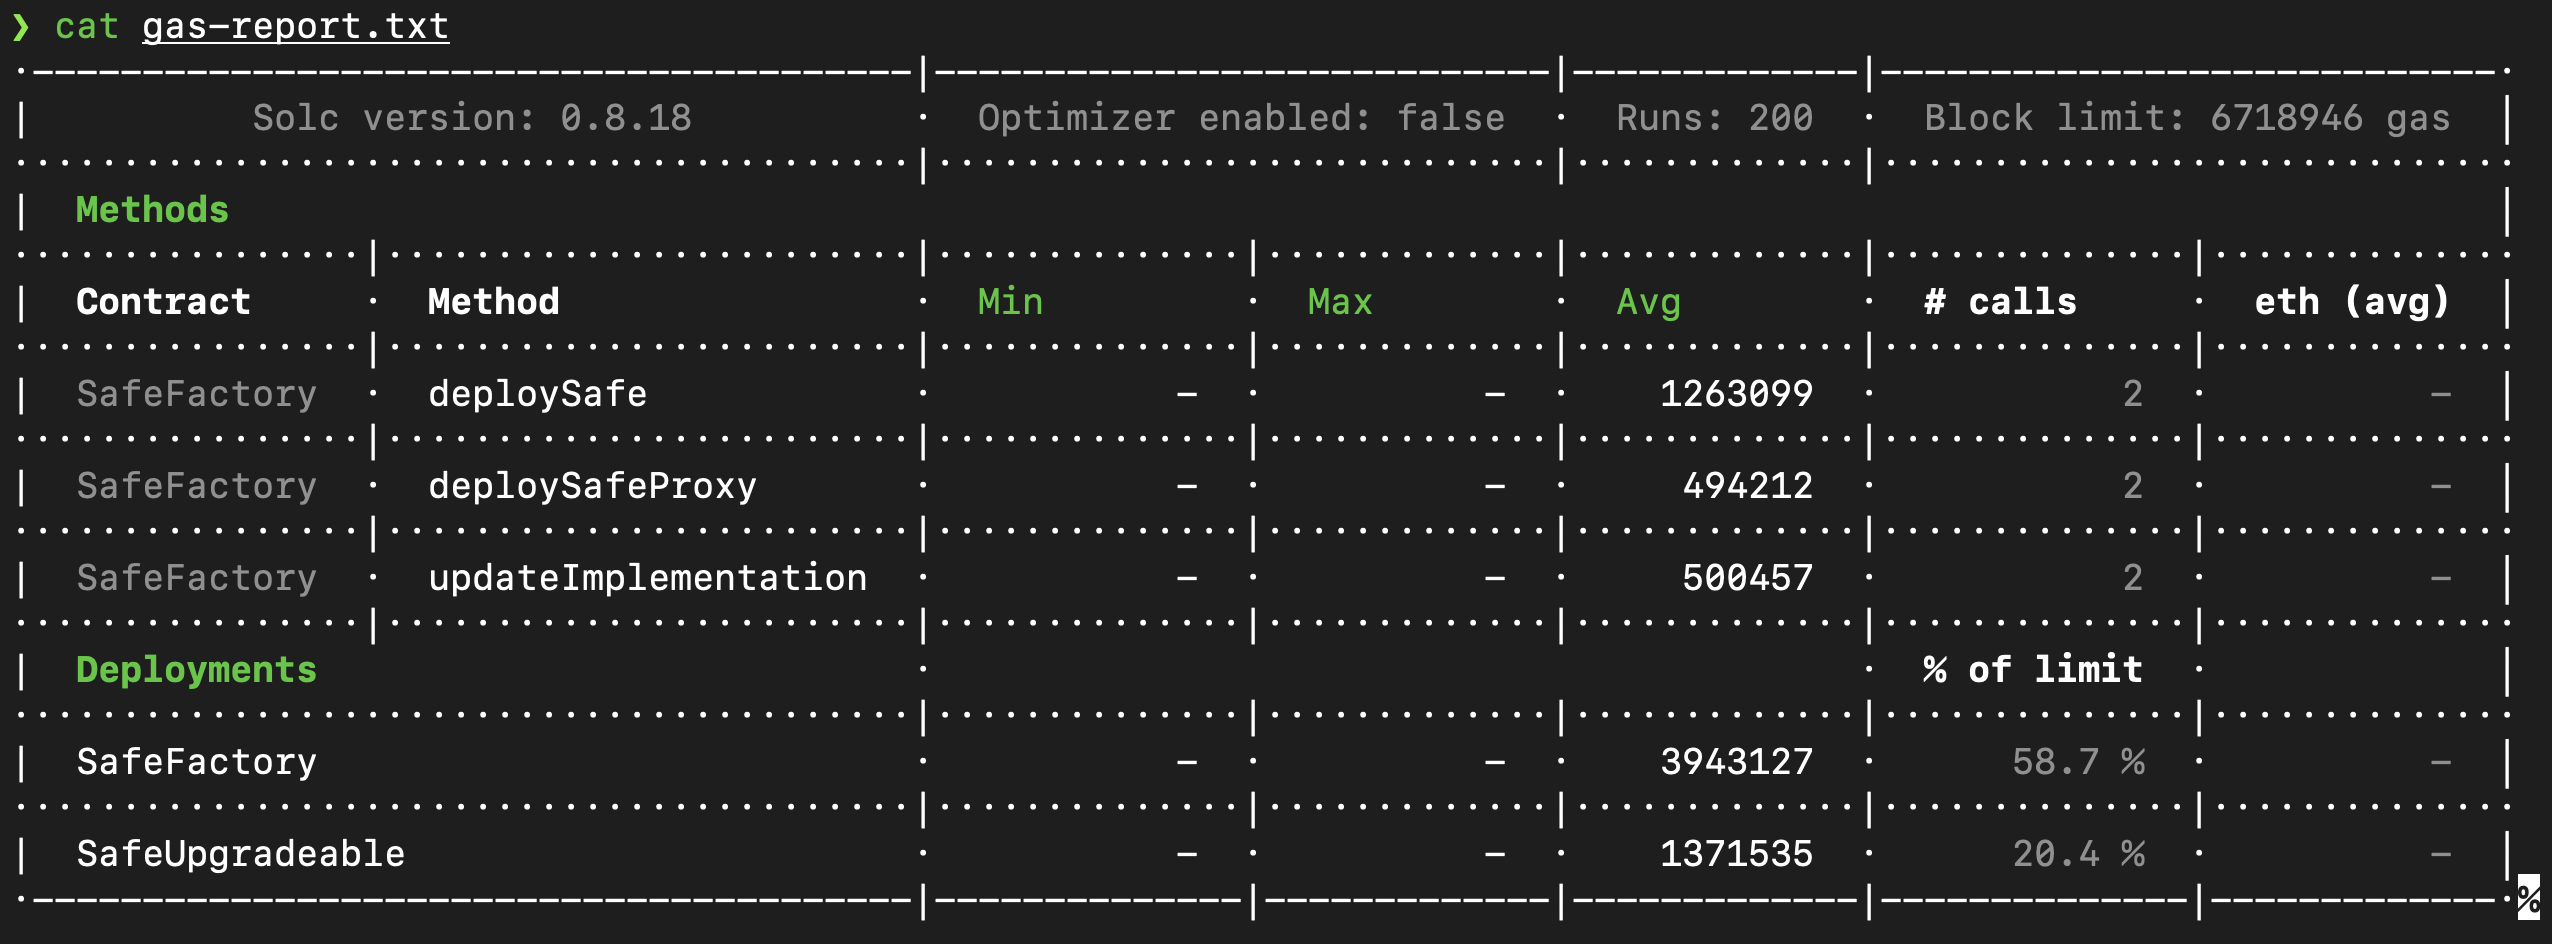 ❯ cat gas-report.txt
·----------------------------------------|----------------------------|-------------|----------------------------·
|          Solc version: 0.8.18          ·  Optimizer enabled: false  ·  Runs: 200  ·  Block limit: 6718946 gas  │
·········································|····························|·············|·····························
|  Methods                                                                                                       │
·················|·······················|··············|·············|·············|··············|··············
|  Contract      ·  Method               ·  Min         ·  Max        ·  Avg        ·  # calls     ·  eth (avg)  │
·················|·······················|··············|·············|·············|··············|··············
|  SafeFactory   ·  deploySafe           ·           -  ·          -  ·    1263099  ·           2  ·          -  │
·················|·······················|··············|·············|·············|··············|··············
|  SafeFactory   ·  deploySafeProxy      ·           -  ·          -  ·     494212  ·           2  ·          -  │
·················|·······················|··············|·············|·············|··············|··············
|  SafeFactory   ·  updateImplementation ·           -  ·          -  ·     500457  ·           2  ·          -  │
·················|·······················|··············|·············|·············|··············|··············
|  Deployments                           ·                                          ·  % of limit  ·             │
·········································|··············|·············|·············|··············|··············
|  SafeFactory                           ·           -  ·          -  ·    3943127  ·      58.7 %  ·          -  │
·········································|··············|·············|·············|··············|··············
|  SafeUpgradeable                       ·           -  ·          -  ·    1371535  ·      20.4 %  ·          -  │
·----------------------------------------|--------------|-------------|-------------|--------------|-------------·%